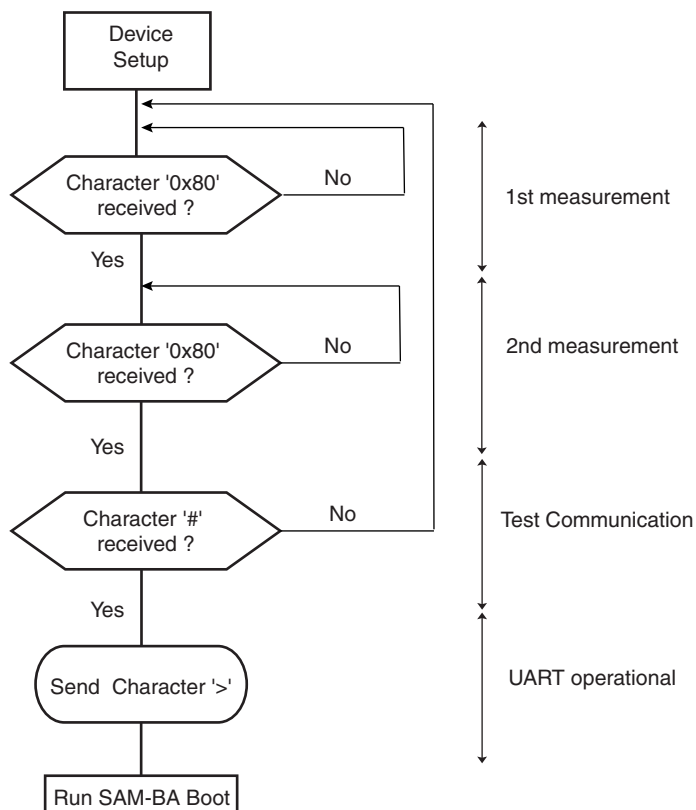 Device
Setup
Character '0x80'
received ?
No
1st measurement
Yes
Character '0x80'
received ?
No
2nd measurement
Yes
Character '#'
received ?
No
Test Communication
Yes
Send Character '>'
UART operational
Run SAM-BA Boot